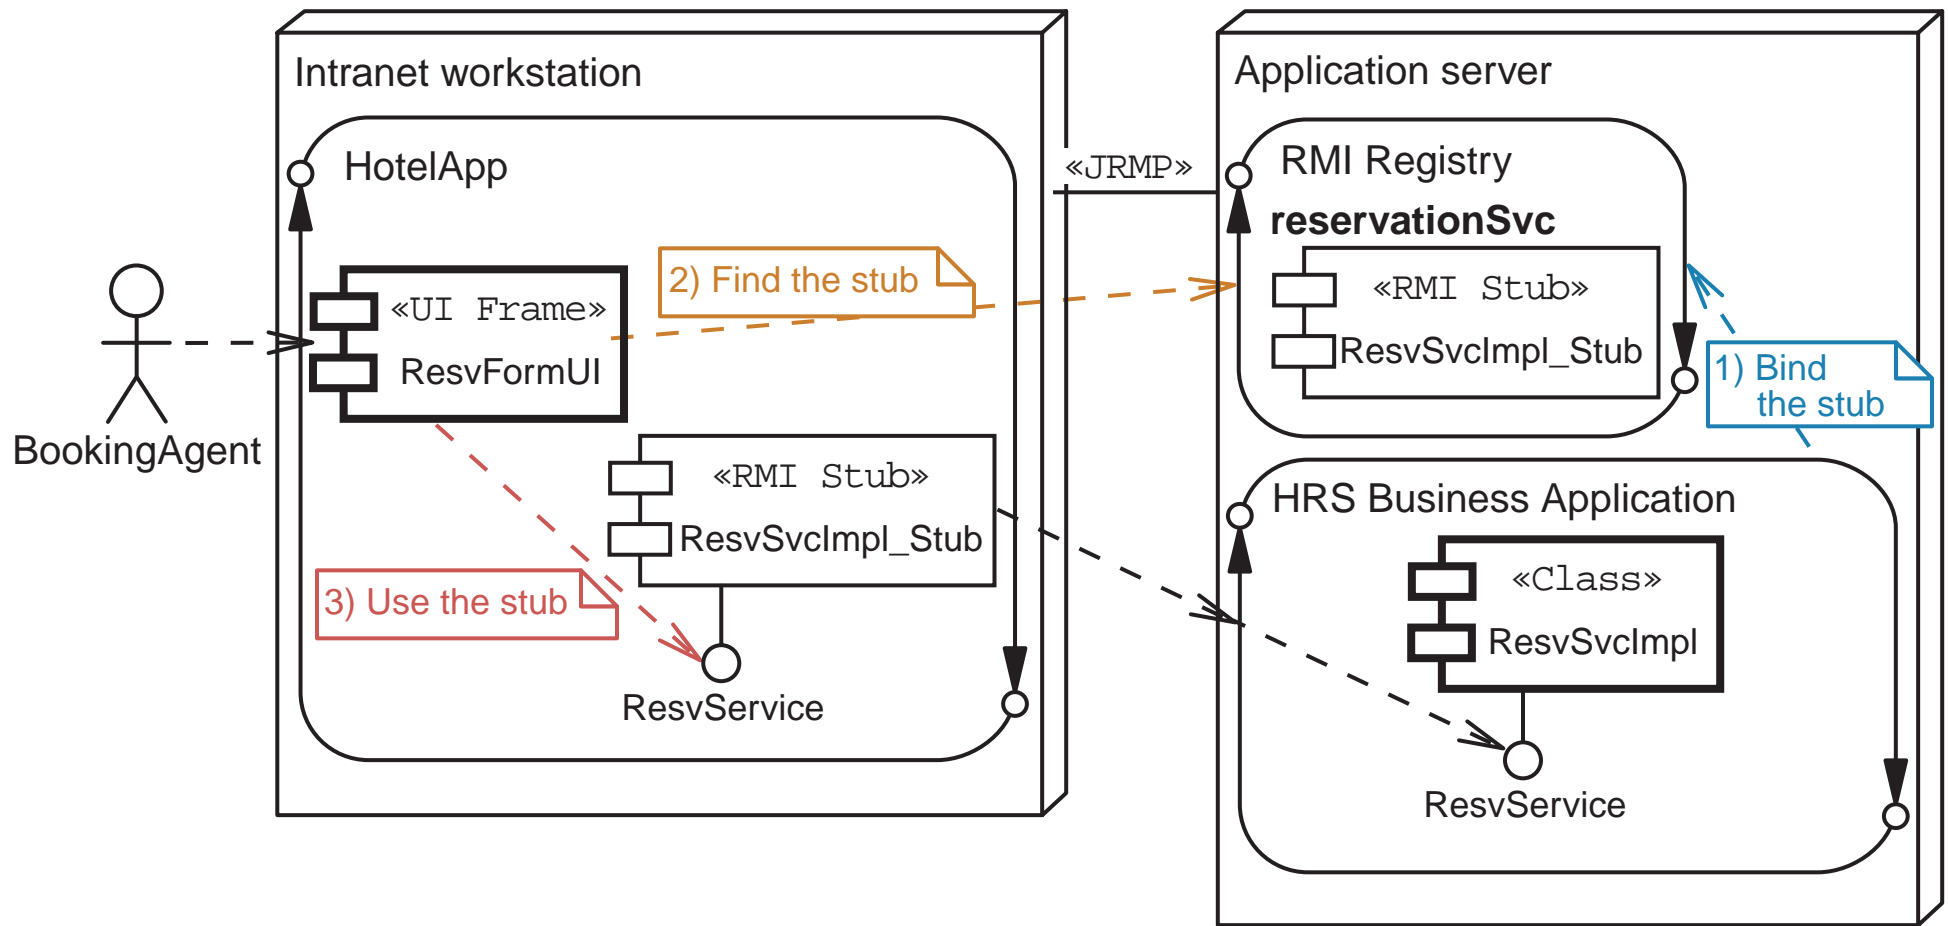 Intranet workstation
HotelApp
«UI Frame»
ResvFormUI
BookingAgent
2) Find the stub
«RMI Stub»
ResvSvcImpl_Stub
3) Use the stub
ResvService
«JRMP»
Application server
RMI Registry
reservationSvc
«RMI Stub»
ResvSvcImpl_Stub
1) Bind
the stub
HRS Business Application
«Class»
ResvSvcImpl
ResvService